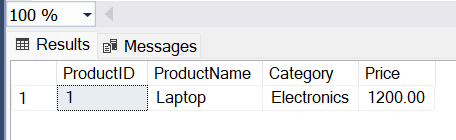 100 %
Results Messages
ProductID ProductName Category Price
1 1 Laptop Electronics 1200.00